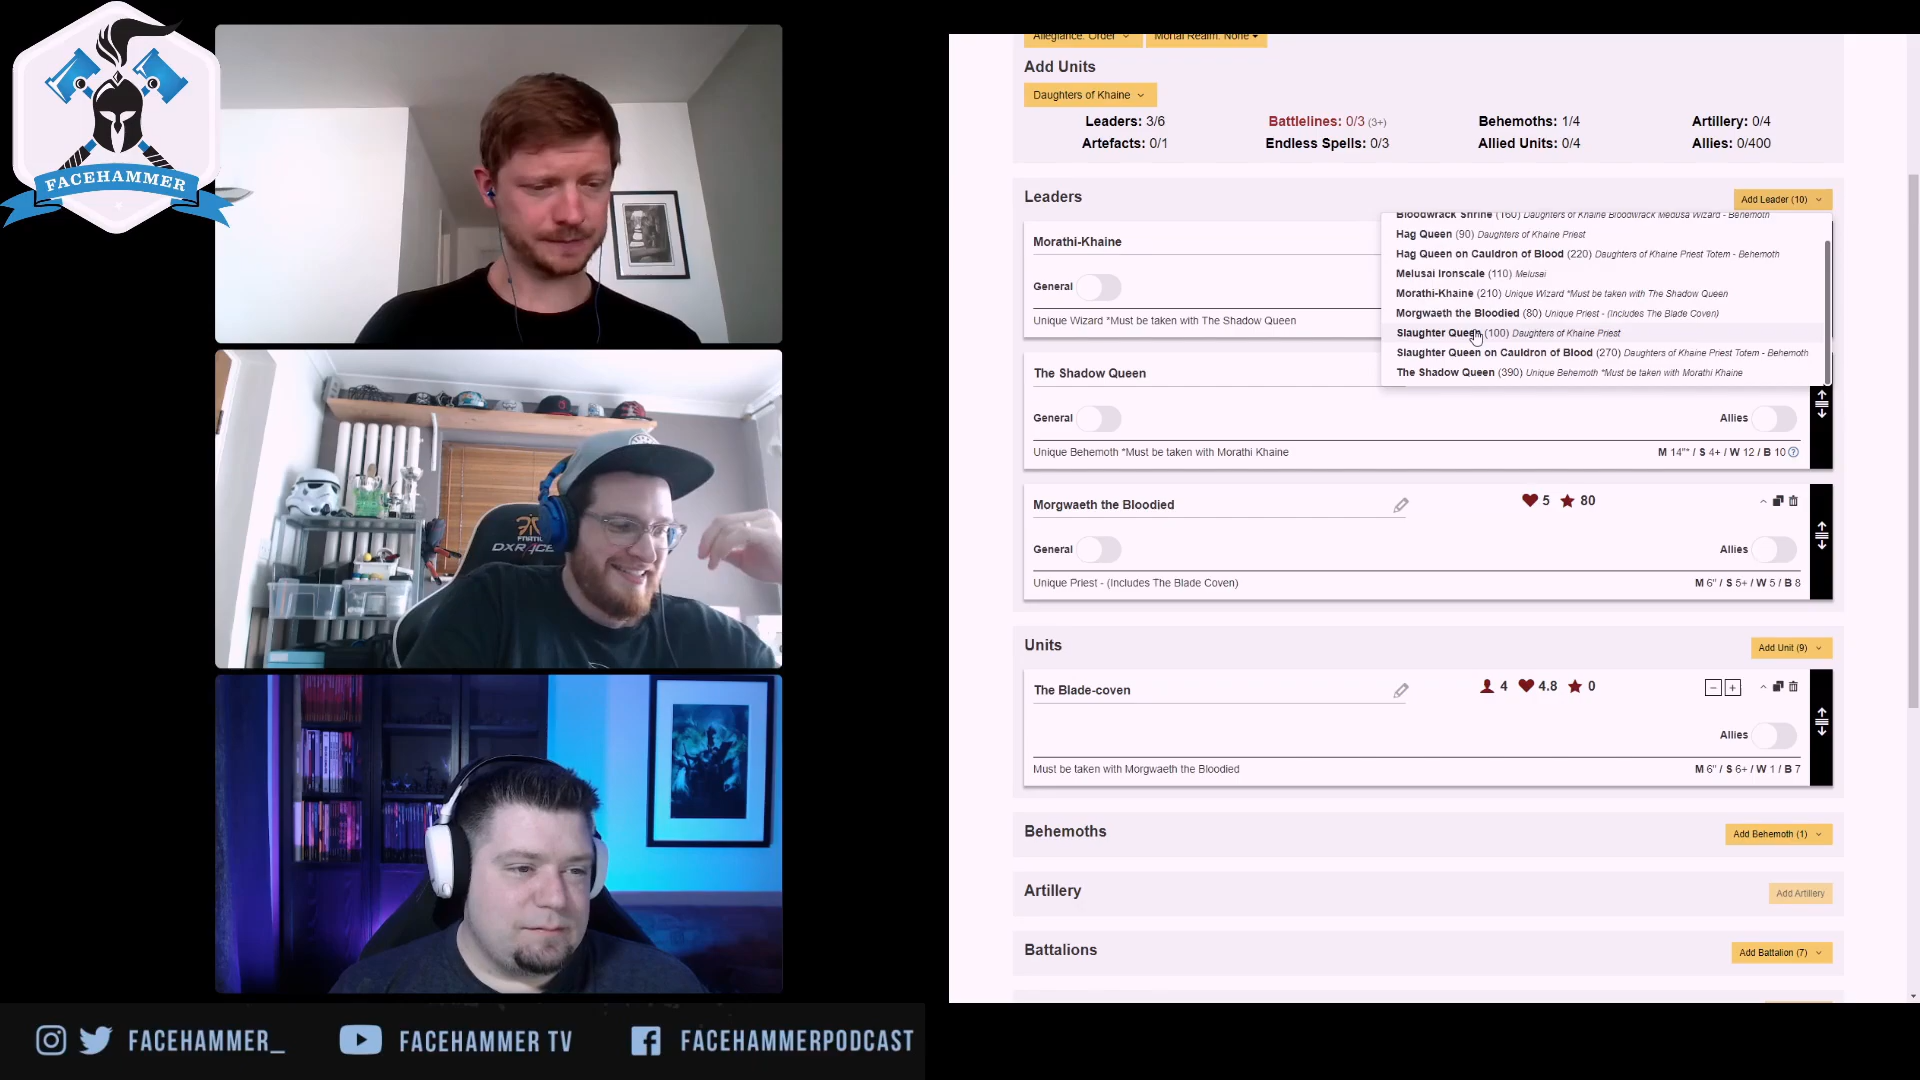 FACEHAMMER
FNATIC
DXRACE
FACEHAMMER_
FACEHAMMER TV
FACEHAMMERPODCAST
Allegiance: Order
Mortal Realm: None
Add Units
Daughters of Khaine
Leaders: 3/6
Battlelines: 0/3 (3+)
Behemoths: 1/4
Artillery: 0/4
Artefacts: 0/1
Endless Spells: 0/3
Allied Units: 0/4
Allies: 0/400
Leaders
Add Leader (10)
Bloodwrack Shrine (160) Daughters of Khaine Bloodwrack Medusa Wizard - Behemoth
Hag Queen (90) Daughters of Khaine Priest
Hag Queen on Cauldron of Blood (220) Daughters of Khaine Priest Totem - Behemoth
Melusai Ironscale (110) Melusai
Morathi-Khaine (210) Unique Wizard *Must be taken with The Shadow Queen
Morgwaeth the Bloodied (80) Unique Priest - (Includes The Blade Coven)
Slaughter Queen (100) Daughters of Khaine Priest
Slaughter Queen on Cauldron of Blood (270) Daughters of Khaine Priest Totem - Behemoth
The Shadow Queen (390) Unique Behemoth *Must be taken with Morathi Khaine
Morathi-Khaine
General
Unique Wizard *Must be taken with The Shadow Queen
The Shadow Queen
General
Allies
Unique Behemoth *Must be taken with Morathi Khaine
M 14"* / S 4+ / W 12 / B 10 ?
Morgwaeth the Bloodied
5
80
General
Allies
Unique Priest - (Includes The Blade Coven)
M 6" / S 5+ / W 5 / B 8
Units
Add Unit (9)
The Blade-coven
4
4.8
0
Allies
Must be taken with Morgwaeth the Bloodied
M 6" / S 6+ / W 1 / B 7
Behemoths
Add Behemoth (1)
Artillery
Add Artillery
Battalions
Add Battalion (7)